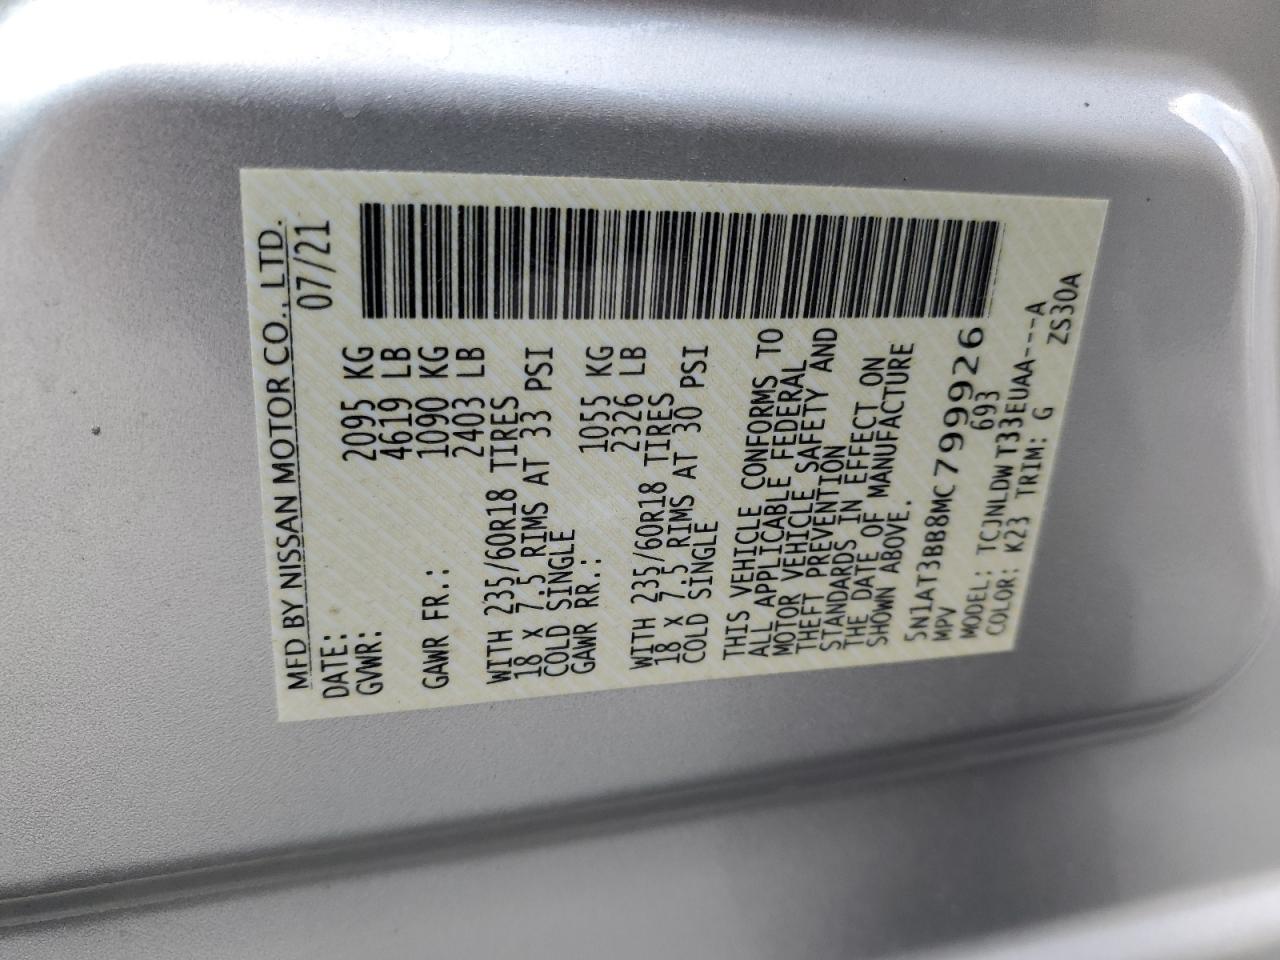 MFD BY NISSAN MOTOR CO., LTD.
DATE: 07/21
GVWR: 2095 KG
4619 LB
GAWR FR.: 1090 KG
2403 LB
WITH 235/60R18 TIRES
18 X 7.5 RIMS AT 33 PSI
COLD SINGLE
GAWR RR.: 1055 KG
2326 LB
WITH 235/60R18 TIRES
18 X 7.5 RIMS AT 30 PSI
COLD SINGLE
THIS VEHICLE CONFORMS TO
ALL APPLICABLE FEDERAL
MOTOR VEHICLE SAFETY AND
THEFT PREVENTION
STANDARDS IN EFFECT ON
THE DATE OF MANUFACTURE
SHOWN ABOVE.
5N1AT3BB8MC799926
MPV 693
MODEL: TCJNLDW T33EUAA----A
COLOR: K23 TRIM: G ZS30A